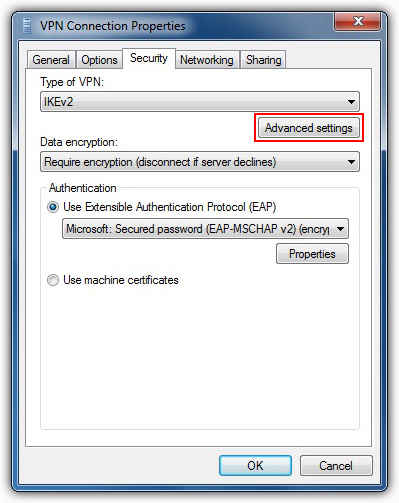 VPN Connection Properties
General
Options
Security
Networking
Sharing
Type of VPN:
IKEv2
Advanced settings
Data encryption:
Require encryption (disconnect if server declines)
Authentication
Use Extensible Authentication Protocol (EAP)
Microsoft: Secured password (EAP-MSCHAP v2) (encry
Properties
Use machine certificates
OK
Cancel